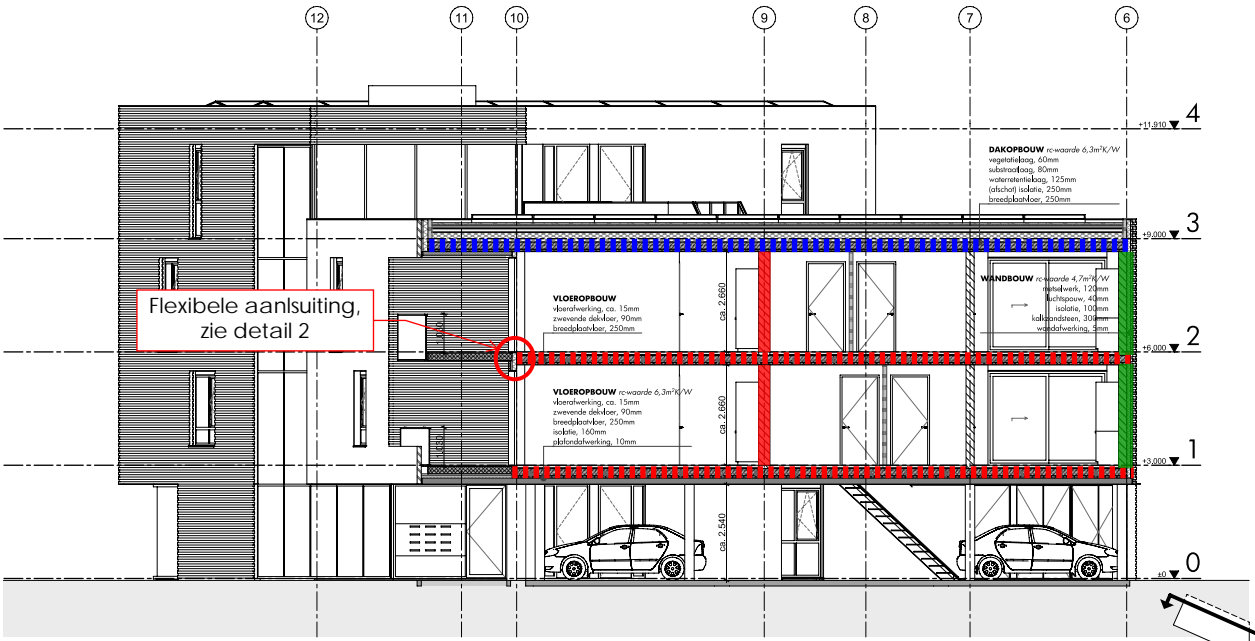 12
11
10
9
8
7
6
+11.910
4
DAKOPBOUW rc-waarde 6,3m²K/W
vegetatielaag, 60mm
substraatlaag, 80mm
waterretentielaag, 125mm
(afschot) isolatie, 250mm
breedplaatvloer, 250mm
+9.000
3
Flexibele aanlsuiting,
zie detail 2
VLOEROPBOUW
vloerafwerking, ca. 15mm
zwevende dekvloer, 90mm
breedplaatvloer, 250mm
ca. 2.660
WANDBOUW rc-waarde 4,7m²K/W
metselwerk, 120mm
luchtspouw, 40mm
isolatie, 100mm
kalkzandsteen, 300mm
wandafwerking, 5mm
+6.000
2
VLOEROPBOUW rc-waarde 6,3m²K/W
vloerafwerking, ca. 15mm
zwevende dekvloer, 90mm
breedplaatvloer, 250mm
isolatie, 160mm
plafondafwerking, 10mm
ca. 2.660
1.030
+3.000
1
ca. 2.540
±0
0